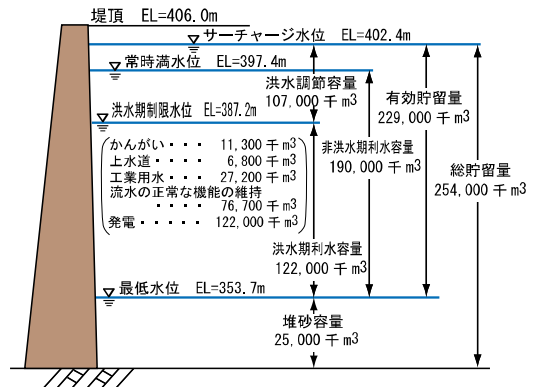 堤頂 EL=406.0m
サーチャージ水位 EL=402.4m
常時満水位 EL=397.4m
洪水調節容量
107,000 千 m3
有効貯留量
229,000 千 m3
洪水期制限水位 EL=387.2m
かんがい・・・ 11,300 千 m3
上水道・・・ 6,800 千 m3
工業用水・・・ 27,200 千 m3
流水の正常な機能の維持
・・・・ 76,700 千 m3
発電・・・・・ 122,000 千 m3
非洪水期利水容量
190,000 千 m3
総貯留量
254,000 千 m3
洪水期利水容量
122,000 千 m3
最低水位 EL=353.7m
堆砂容量
25,000 千 m3